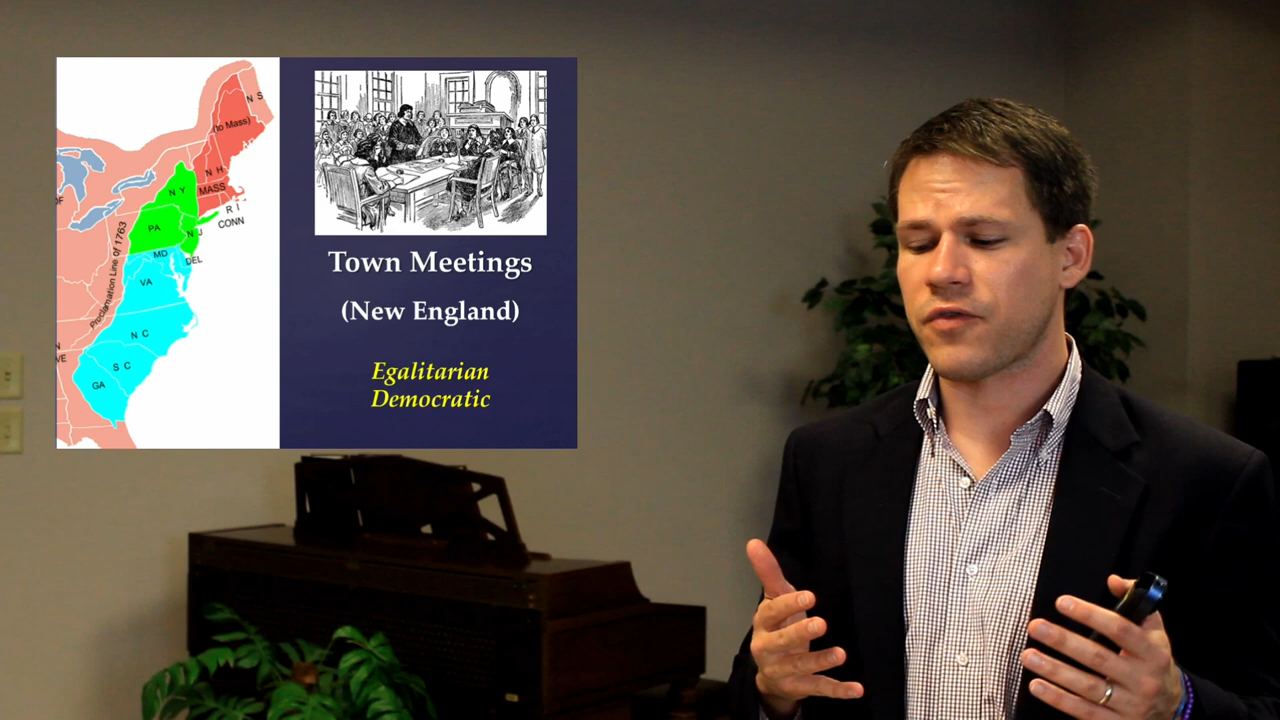 N S
(to Mass)
N H
N Y
MASS
R I
CONN
PA
N J
MD
DEL
VA
Proclamation Line of 1763
N C
S C
GA
Town Meetings
(New England)
Egalitarian
Democratic